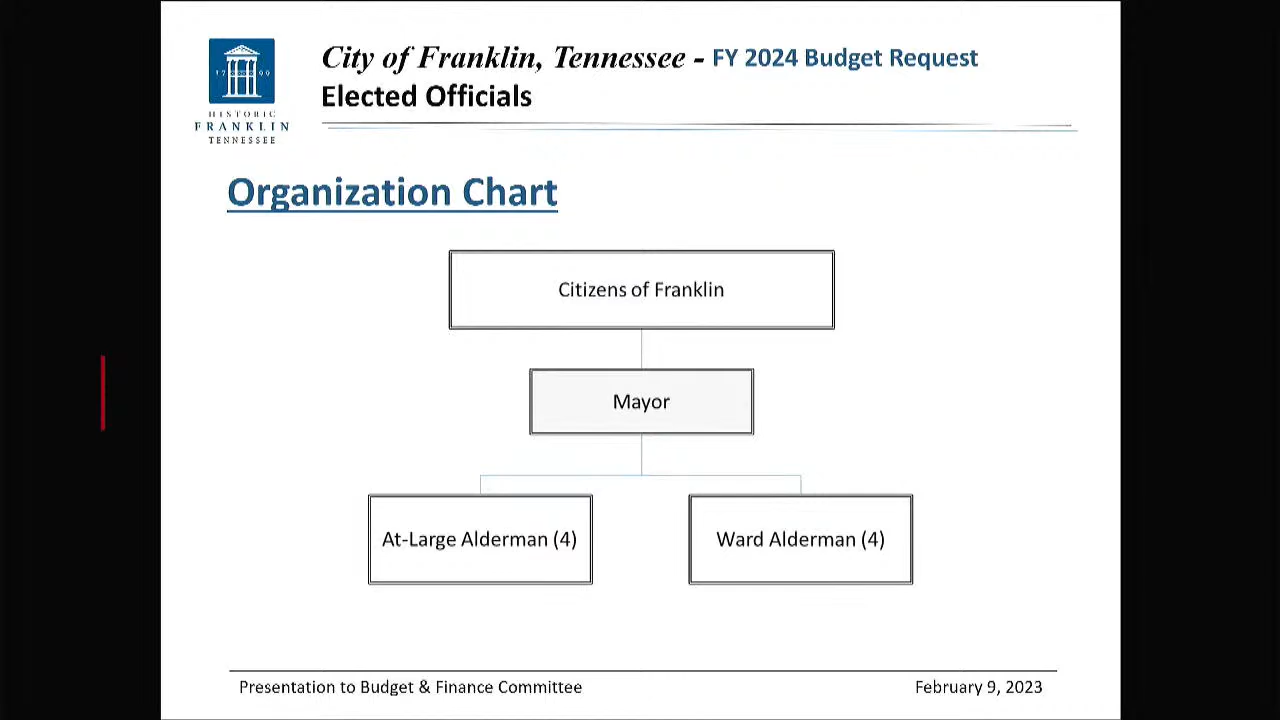 City of Franklin, Tennessee - FY 2024 Budget Request
Elected Officials
HISTORIC
FRANKLIN
TENNESSEE
Organization Chart
Citizens of Franklin
Mayor
At-Large Alderman (4)
Ward Alderman (4)
Presentation to Budget & Finance Committee
February 9, 2023